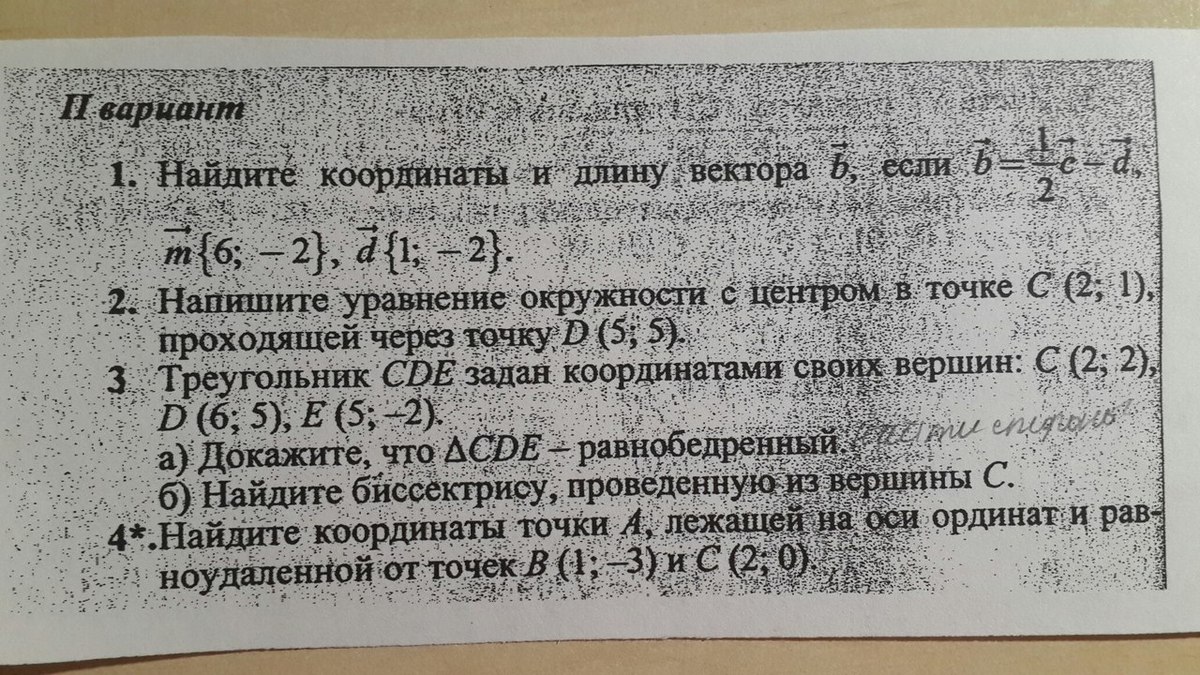 II вариант
1. Найдите координаты и длину вектора b⃗, если b⃗ = 1/2 c⃗ – d⃗,
m⃗ {6; –2}, d⃗ {1; –2}.
2. Напишите уравнение окружности с центром в точке C (2; 1),
проходящей через точку D (5; 5).
3 Треугольник CDE задан координатами своих вершин: C (2; 2),
D (6; 5), E (5; –2).
а) Докажите, что ΔCDE – равнобедренный. найти
б) Найдите биссектрису, проведенную из вершины C.
4*. Найдите координаты точки A, лежащей на оси ординат и рав-
ноудаленной от точек B (1; –3) и C (2; 0).